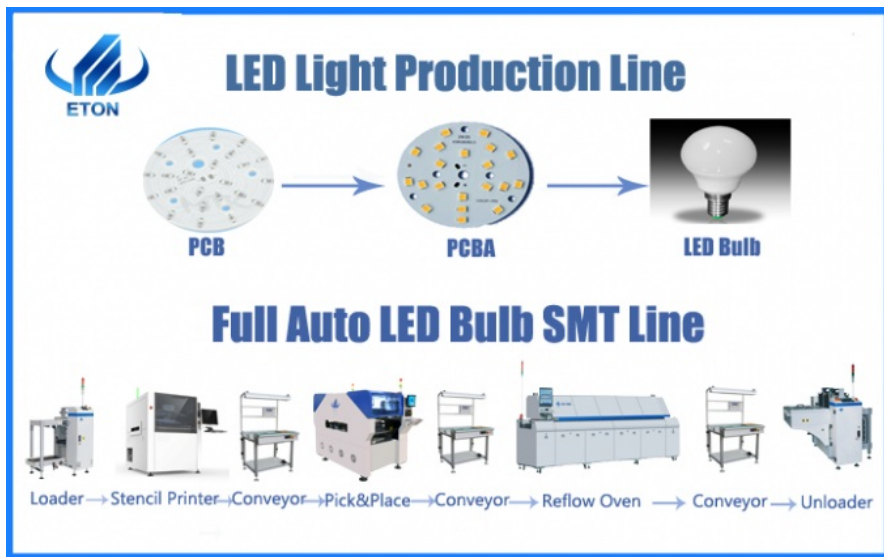 ETON
LED Light Production Line
PCB
PCBA
LED Bulb
Full Auto LED Bulb SMT Line
Loader
Stencil Printer
Conveyor
Pick&Place
Conveyor
Reflow Oven
Conveyor
Unloader